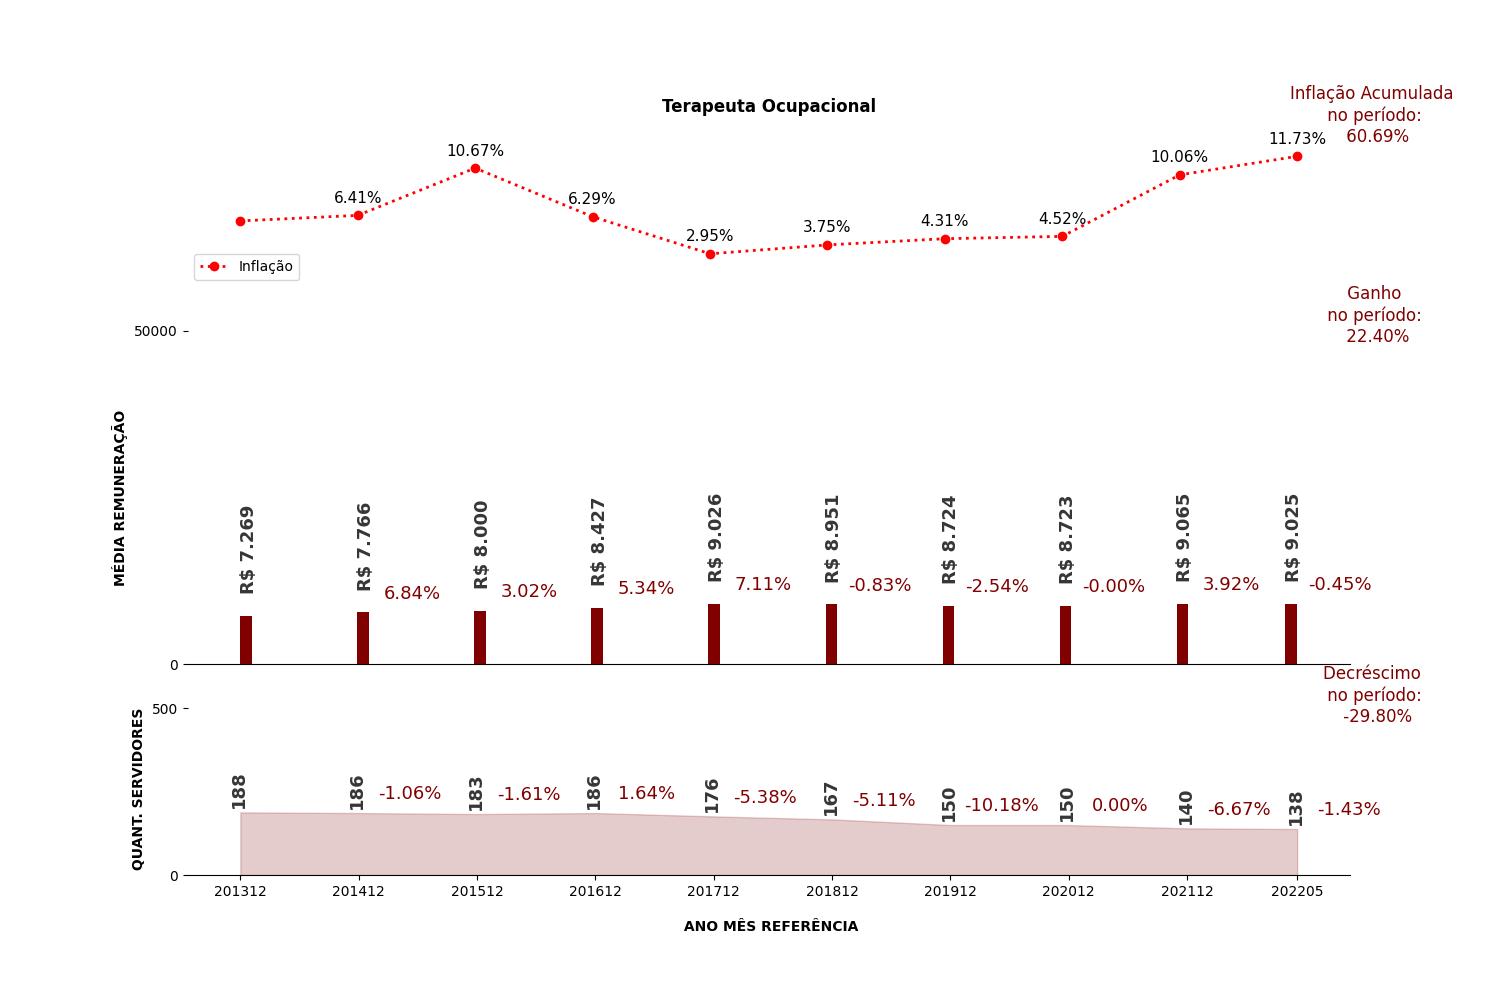 Terapeuta Ocupacional
Inflação Acumulada
no período:
60.69%
6.41%
10.67%
6.29%
2.95%
3.75%
4.31%
4.52%
10.06%
11.73%
Inflação
Ganho
no período:
22.40%
50000
0
MÉDIA REMUNERAÇÃO
R$ 7.269
R$ 7.766
R$ 8.000
R$ 8.427
R$ 9.026
R$ 8.951
R$ 8.724
R$ 8.723
R$ 9.065
R$ 9.025
6.84%
3.02%
5.34%
7.11%
-0.83%
-2.54%
-0.00%
3.92%
-0.45%
Decréscimo
no período:
-29.80%
500
0
QUANT. SERVIDORES
188
186
183
186
176
167
150
150
140
138
-1.06%
-1.61%
1.64%
-5.38%
-5.11%
-10.18%
0.00%
-6.67%
-1.43%
201312
201412
201512
201612
201712
201812
201912
202012
202112
202205
ANO MÊS REFERÊNCIA